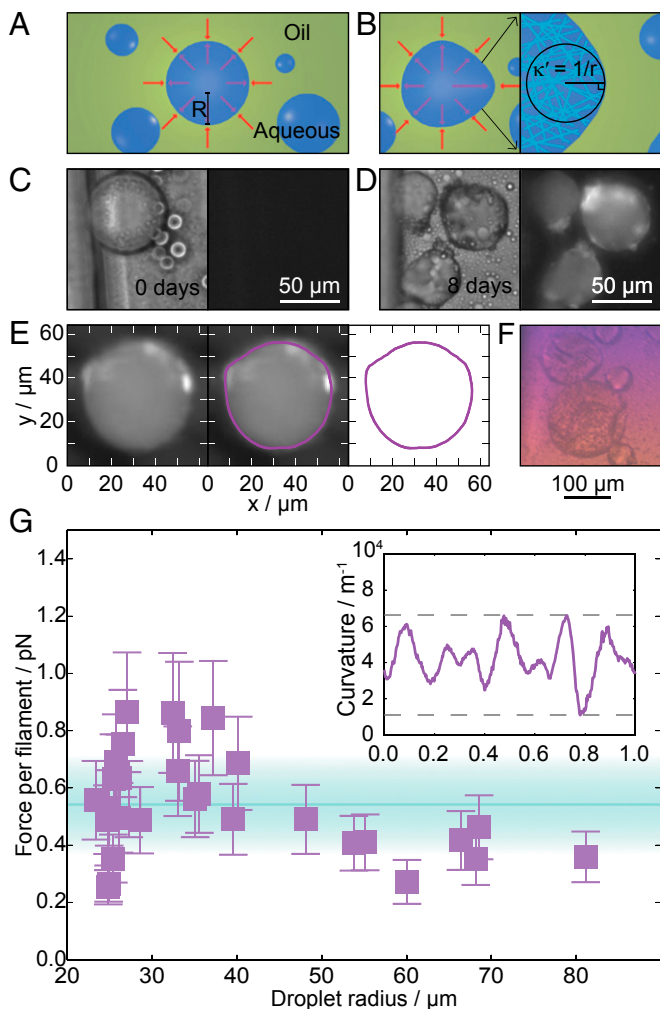 A
Oil
R
Aqueous
B
κ′ = 1/r
C
0 days
50 μm
D
8 days
50 μm
E
y / μm
60
40
20
0
0 20 40
0 20 40
0 20 40 60
x / μm
F
100 μm
G
Force per filament / pN
1.4
1.2
1.0
0.8
0.6
0.4
0.2
0.0
20 30 40 50 60 70 80
Droplet radius / μm
10⁴
Curvature / m⁻¹
10
8
6
4
2
0
0.0 0.2 0.4 0.6 0.8 1.0